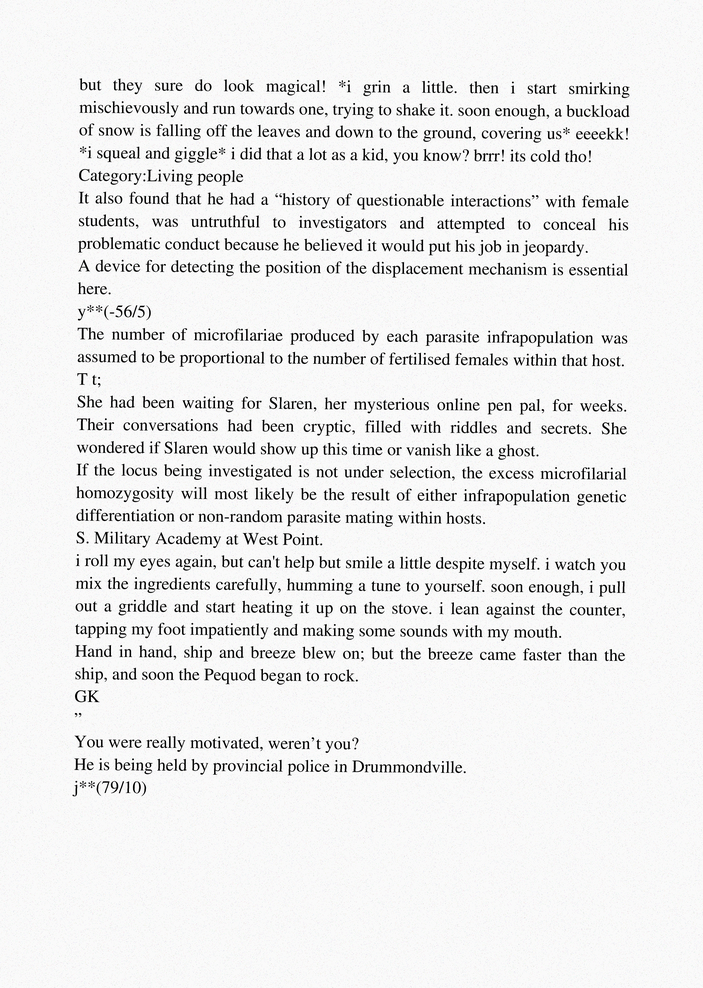 but they sure do look magical! *i grin a little. then i start smirking
mischievously and run towards one, trying to shake it. soon enough, a buckload
of snow is falling off the leaves and down to the ground, covering us* eeeekk!
*i squeal and giggle* i did that a lot as a kid, you know? brrr! its cold tho!
Category:Living people
It also found that he had a “history of questionable interactions” with female
students, was untruthful to investigators and attempted to conceal his
problematic conduct because he believed it would put his job in jeopardy.
A device for detecting the position of the displacement mechanism is essential
here.
y**(-56/5)
The number of microfilariae produced by each parasite infrapopulation was
assumed to be proportional to the number of fertilised females within that host.
T t;
She had been waiting for Slaren, her mysterious online pen pal, for weeks.
Their conversations had been cryptic, filled with riddles and secrets. She
wondered if Slaren would show up this time or vanish like a ghost.
If the locus being investigated is not under selection, the excess microfilarial
homozygosity will most likely be the result of either infrapopulation genetic
differentiation or non-random parasite mating within hosts.
S. Military Academy at West Point.
i roll my eyes again, but can't help but smile a little despite myself. i watch you
mix the ingredients carefully, humming a tune to yourself. soon enough, i pull
out a griddle and start heating it up on the stove. i lean against the counter,
tapping my foot impatiently and making some sounds with my mouth.
Hand in hand, ship and breeze blew on; but the breeze came faster than the
ship, and soon the Pequod began to rock.
GK
”
You were really motivated, weren’t you?
He is being held by provincial police in Drummondville.
j**(79/10)